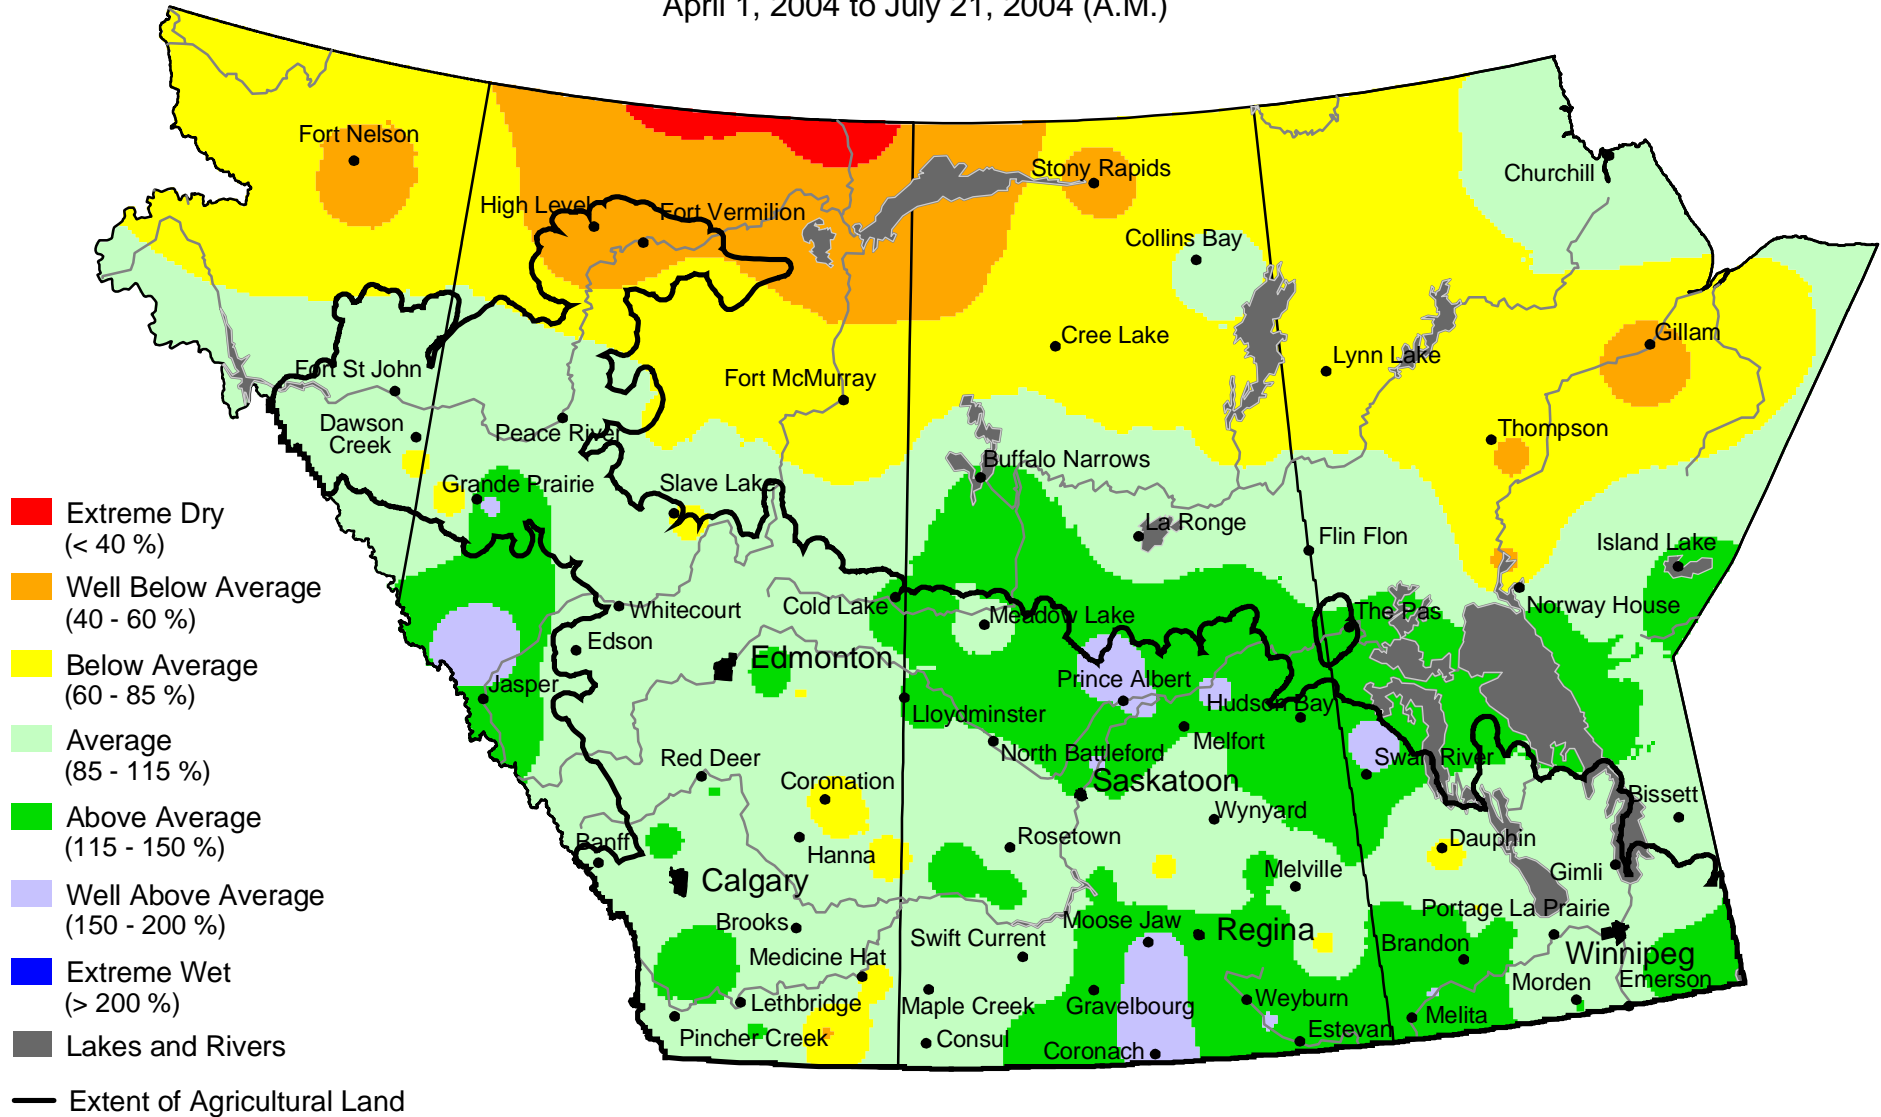 April 1, 2004 to July 21, 2004 (A.M.)
Fort Nelson
Stony Rapids
Churchill
High Level
Fort Vermilion
Collins Bay
Cree Lake
Gillam
Lynn Lake
Fort St John
Fort McMurray
Dawson
Creek
Peace River
Thompson
Buffalo Narrows
Grande Prairie
Slave Lake
La Ronge
Flin Flon
Island Lake
Whitecourt
Cold Lake
Meadow Lake
The Pas
Norway House
Edson
Edmonton
Jasper
Prince Albert
Hudson Bay
Lloydminster
North Battleford
Melfort
Swan River
Red Deer
Coronation
Saskatoon
Wynyard
Bissett
Banff
Hanna
Rosetown
Dauphin
Melville
Gimli
Calgary
Brooks
Moose Jaw
Regina
Portage La Prairie
Swift Current
Brandon
Winnipeg
Medicine Hat
Morden
Emerson
Lethbridge
Maple Creek
Gravelbourg
Weyburn
Melita
Pincher Creek
Consul
Coronach
Estevan
Extreme Dry
(< 40 %)
Well Below Average
(40 - 60 %)
Below Average
(60 - 85 %)
Average
(85 - 115 %)
Above Average
(115 - 150 %)
Well Above Average
(150 - 200 %)
Extreme Wet
(> 200 %)
Lakes and Rivers
Extent of Agricultural Land